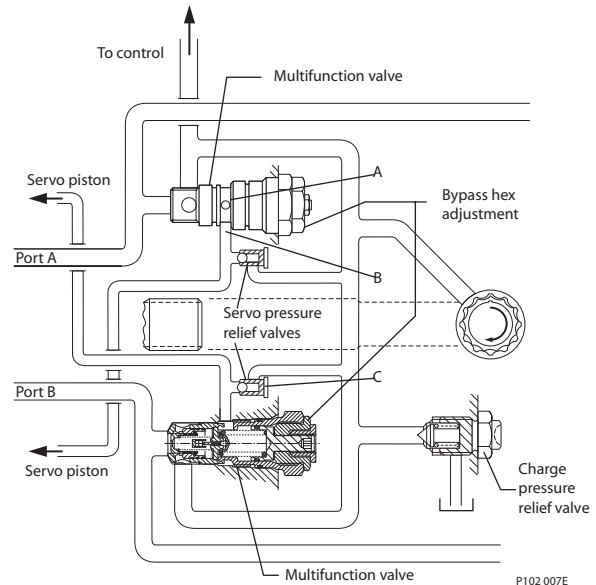 To control
Multifunction valve
Servo piston
A
Bypass hex
adjustment
Port A
B
Servo pressure
relief valves
C
Port B
Servo piston
Charge
pressure
relief valve
Multifunction valve
P102 007E